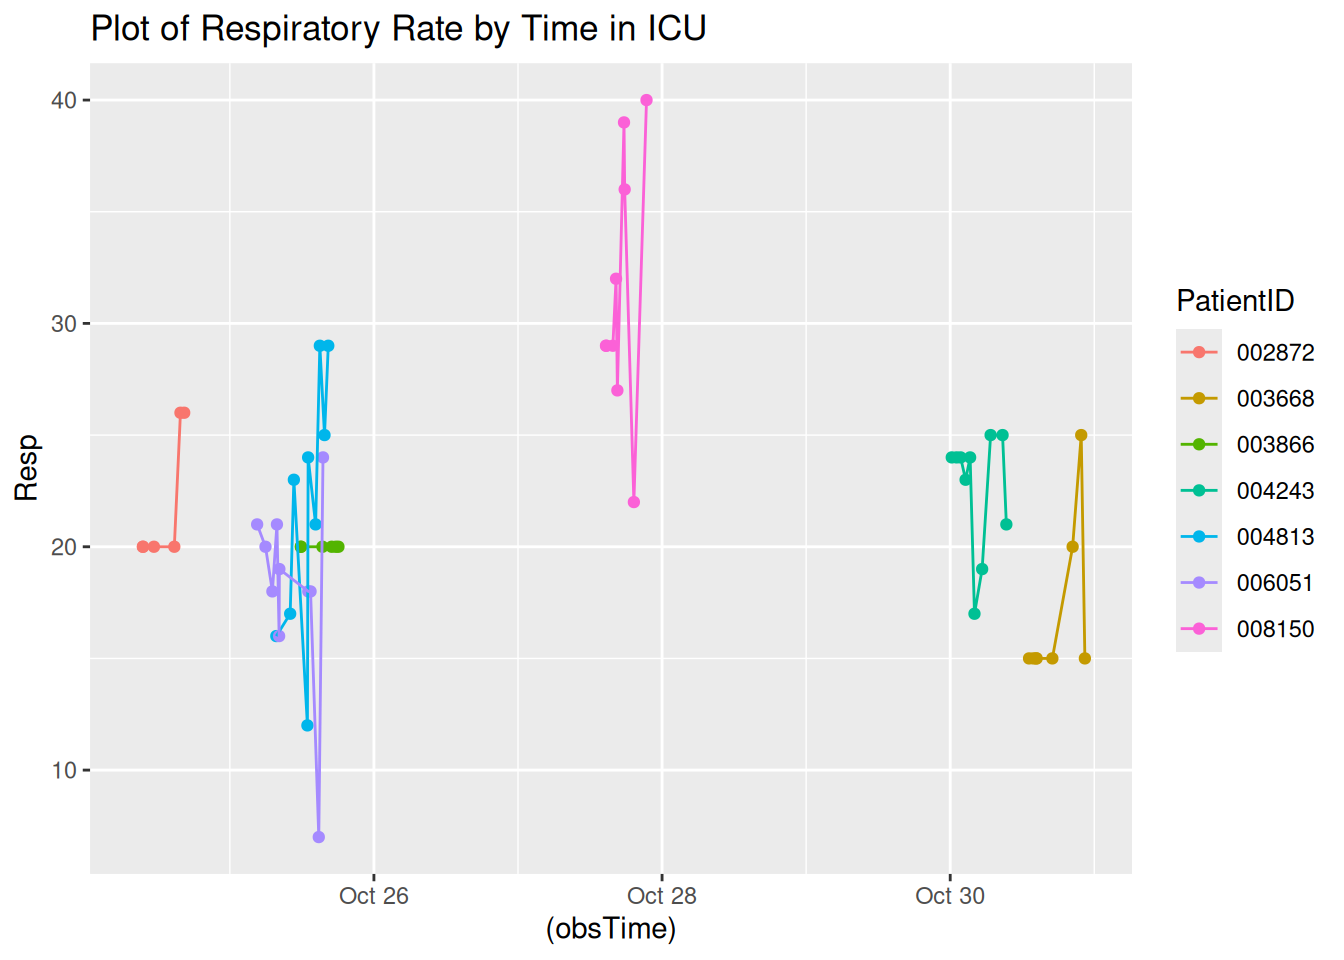 Plot of Respiratory Rate by Time in ICU
40
30
20
10
Resp
Oct 26
Oct 28
Oct 30
(obsTime)
PatientID
002872
003668
003866
004243
004813
006051
008150